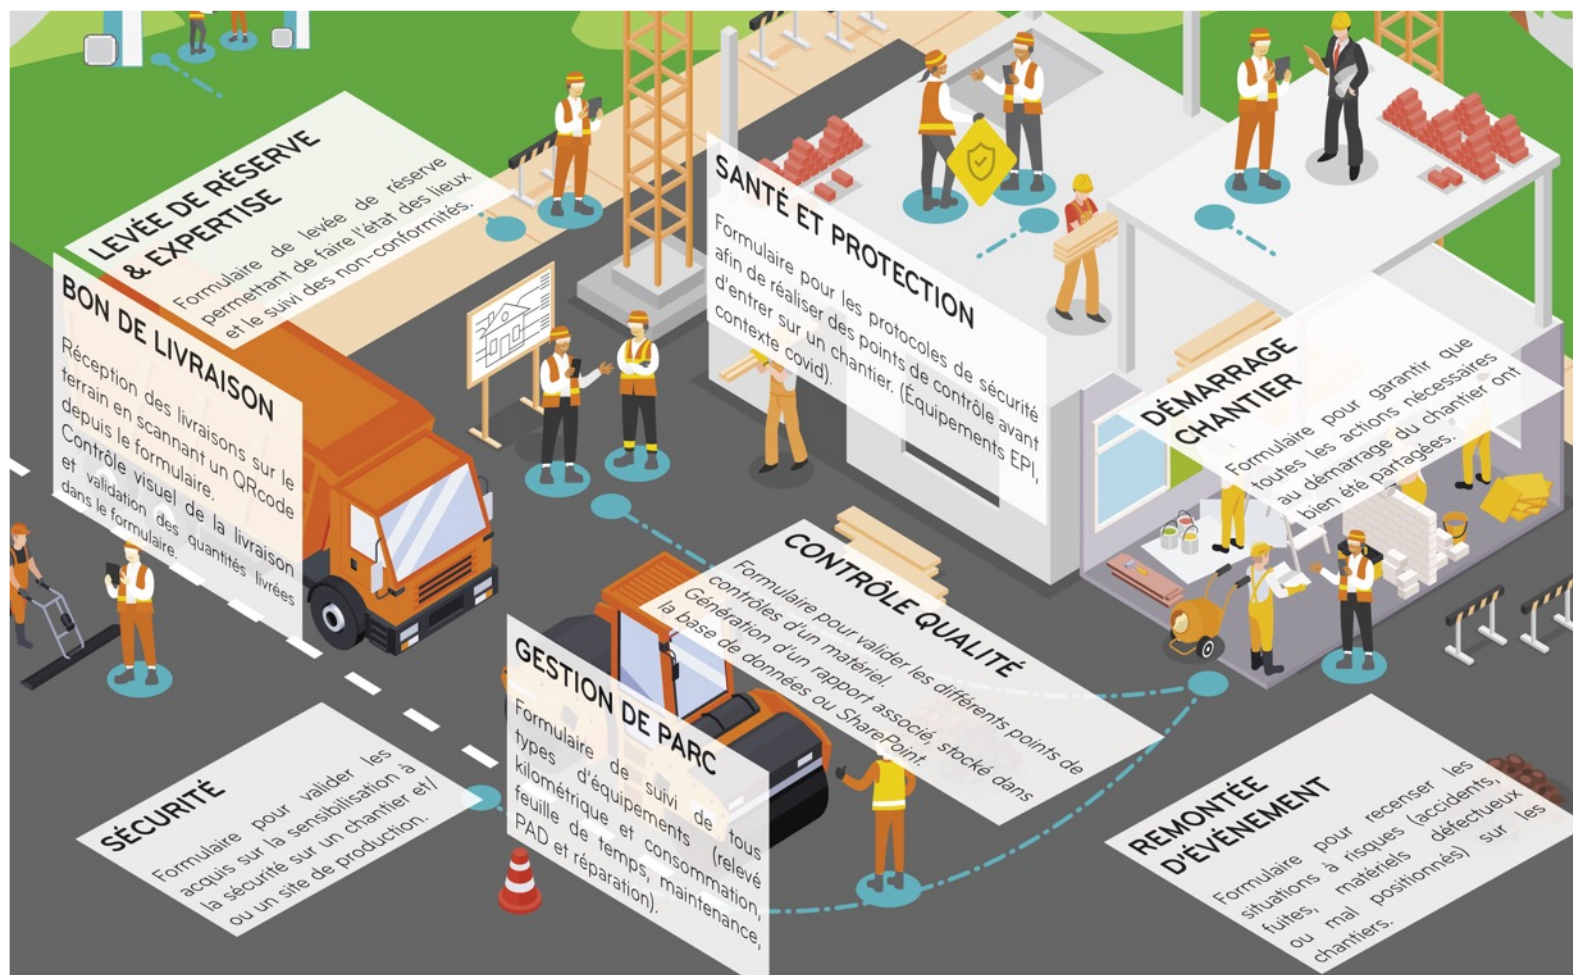 LEVÉE DE RÉSERVE
& EXPERTISE
Formulaire de levée de réserve
permettant de faire l'état des lieux
et le suivi des non-conformités.
BON DE LIVRAISON
Réception des livraisons sur le
terrain en scannant un QRcode
depuis le formulaire.
Contrôle visuel de la livraison
et validation des quantités livrées
dans le formulaire.
SANTÉ ET PROTECTION
Formulaire pour les protocoles de sécurité
afin de réaliser des points de contrôle avant
d'entrer sur un chantier. (Équipements EPI,
contexte covid).
DÉMARRAGE
CHANTIER
Formulaire pour garantir que
toutes les actions nécessaires
au démarrage du chantier ont
bien été partagées.
CONTRÔLE QUALITÉ
Formulaire pour valider les différents points de
contrôles d'un matériel.
Génération d'un rapport associé, stocké dans
la base de données ou SharePoint.
GESTION DE PARC
Formulaire de suivi de tous
types d'équipements (relevé
kilométrique et consommation,
feuille de temps, maintenance,
PAD et réparation).
SÉCURITÉ
Formulaire pour valider les
acquis sur la sensibilisation à
la sécurité sur un chantier et/
ou un site de production.
REMONTÉE
D'ÉVÉNEMENT
Formulaire pour recenser les
situations à risques (accidents,
fuites, matériels défectueux
ou mal positionnés) sur les
chantiers.